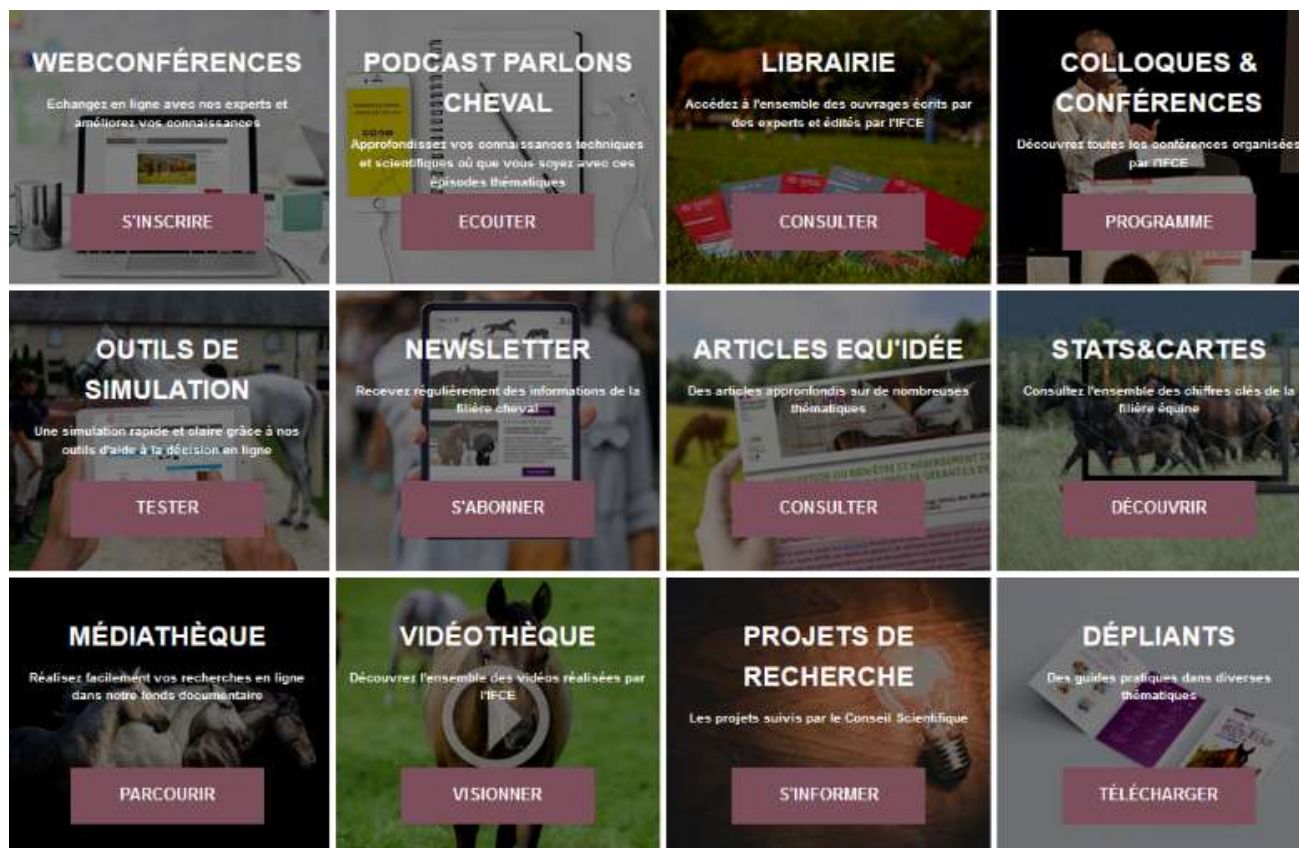 WEBCONFÉRENCES
Echangez en ligne avec nos experts et
améliorez vos connaissances
S'INSCRIRE
PODCAST PARLONS
CHEVAL
Approfondissez vos connaissances techniques
et scientifiques où que vous soyez avec ces
épisodes thématiques
ECOUTER
LIBRAIRIE
Accédez à l'ensemble des ouvrages écrits par
des experts et édités par l'IFCE
CONSULTER
COLLOQUES &
CONFÉRENCES
Découvrez toutes les conférences organisées
par l'IFCE
PROGRAMME
OUTILS DE
SIMULATION
Une simulation rapide et claire grâce à nos
outils d'aide à la décision en ligne
TESTER
NEWSLETTER
Recevez régulièrement des informations de la
filière cheval
S'ABONNER
ARTICLES EQU'IDÉE
Des articles approfondis sur de nombreuses
thématiques
CONSULTER
STATS&CARTES
Consultez l'ensemble des chiffres clés de la
filière équine
DÉCOUVRIR
MÉDIATHÈQUE
Réalisez facilement vos recherches en ligne
dans notre fonds documentaire
PARCOURIR
VIDÉOTHÈQUE
Découvrez l'ensemble des vidéos réalisées par
l'IFCE
VISIONNER
PROJETS DE
RECHERCHE
Les projets suivis par le Conseil Scientifique
S'INFORMER
DÉPLIANTS
Des guides pratiques dans diverses
thématiques
TÉLÉCHARGER